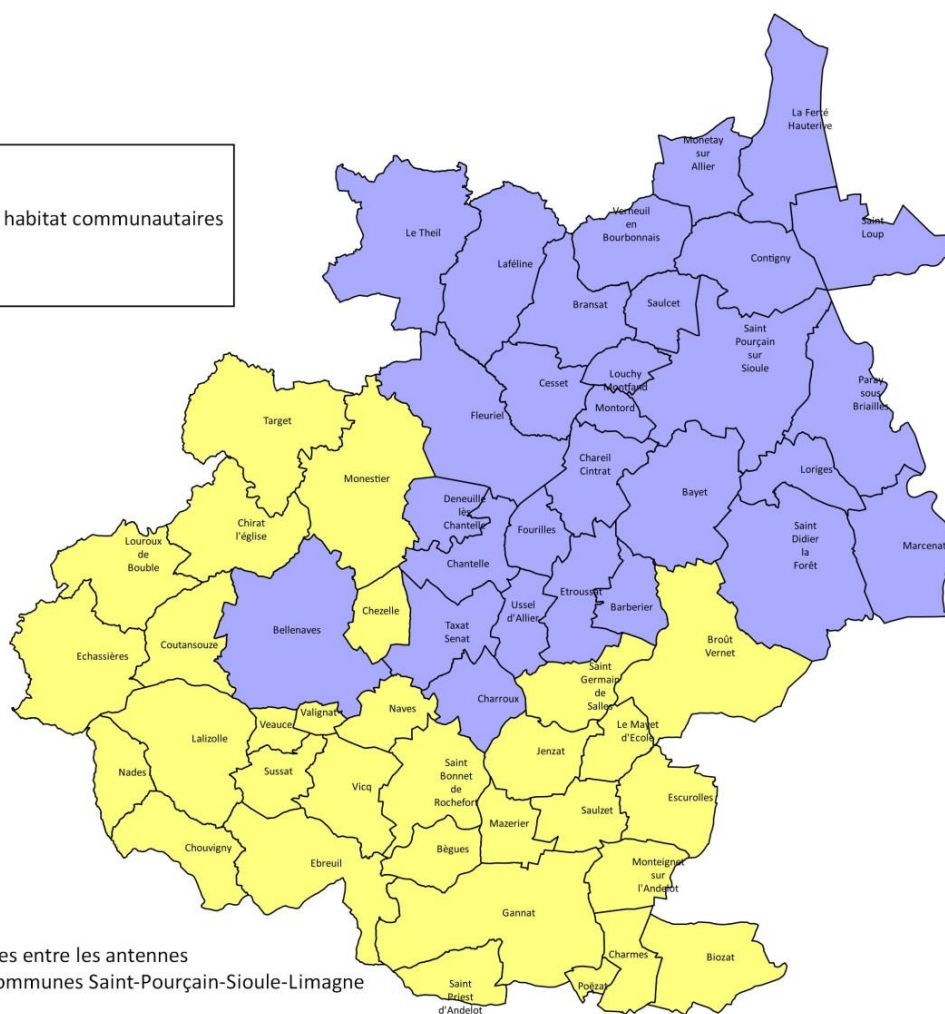 La Ferté
Hauterive
Monetay
sur
Allier
habitat communautaires
Verneuil
en
Bourbonnais
Saint
Loup
Le Theil
Laféline
Contigny
Bransat
Saulcet
Saint
Pourçain
sur
Sioule
Louchy
Montfand
Cesset
Paray
sous
Briailles
Montord
Fleuriel
Target
Chareil
Cintrat
Loriges
Monestier
Bayet
Deneuille
lès
Chantelle
Chirat
l'église
Fourilles
Saint
Didier
la
Forêt
Louroux
de
Bouble
Marcenat
Chantelle
Etroussat
Chezelle
Ussel
d'Allier
Barberier
Bellenaves
Taxat
Senat
Coutansouze
Broût
Vernet
Echassières
Saint
Germain
de
Salles
Charroux
Naves
Valignat
Veauce
Le Mayet
d'Ecole
Lalizolle
Jenzat
Nades
Sussat
Saint
Bonnet
de
Rochefort
Vicq
Escurolles
Saulzet
Mazerier
Chouvigny
Bègues
Ebreuil
Monteignet
sur
l'Andelot
Gannat
Charmes
Biozat
es entre les antennes
ommunes Saint-Pourçain-Sioule-Limagne
Saint
Priest
d'Andelot
Poëzat